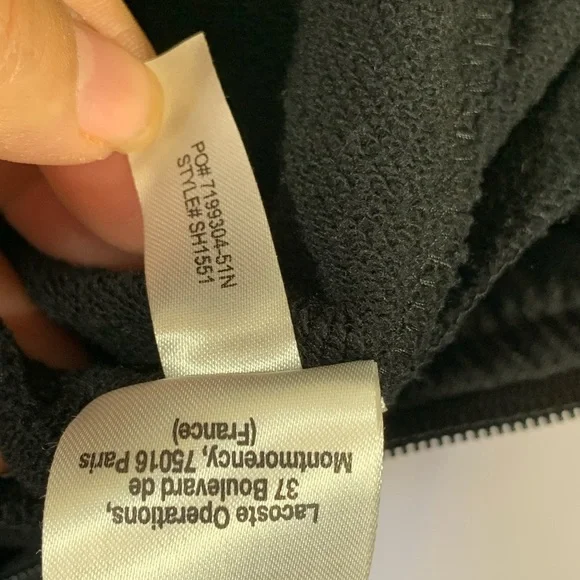 PO# 7199304-51N
STYLE#SH1551
Lacoste Operations,
37 Boulevard de
Montmorency, 75016 Paris
(France)